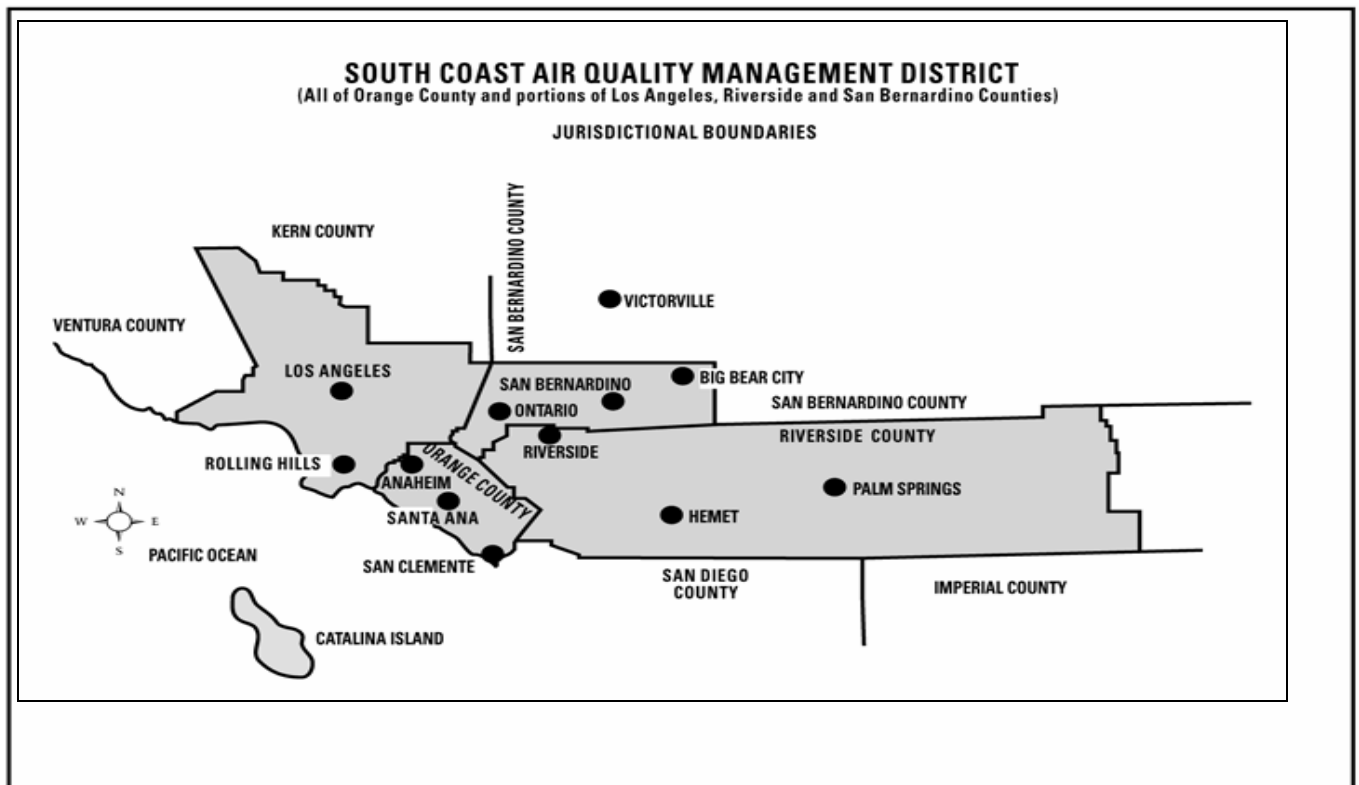 SOUTH COAST AIR QUALITY MANAGEMENT DISTRICT
(All of Orange County and portions of Los Angeles, Riverside and San Bernardino Counties)
JURISDICTIONAL BOUNDARIES
SAN BERNARDINO COUNTY
KERN COUNTY
VICTORVILLE
VENTURA COUNTY
LOS ANGELES
SAN BERNARDINO
BIG BEAR CITY
ONTARIO
SAN BERNARDINO COUNTY
RIVERSIDE COUNTY
RIVERSIDE
ROLLING HILLS
ORANGE COUNTY
ANAHEIM
PALM SPRINGS
SANTA ANA
HEMET
N
W
E
S
PACIFIC OCEAN
SAN CLEMENTE
SAN DIEGO
COUNTY
IMPERIAL COUNTY
CATALINA ISLAND